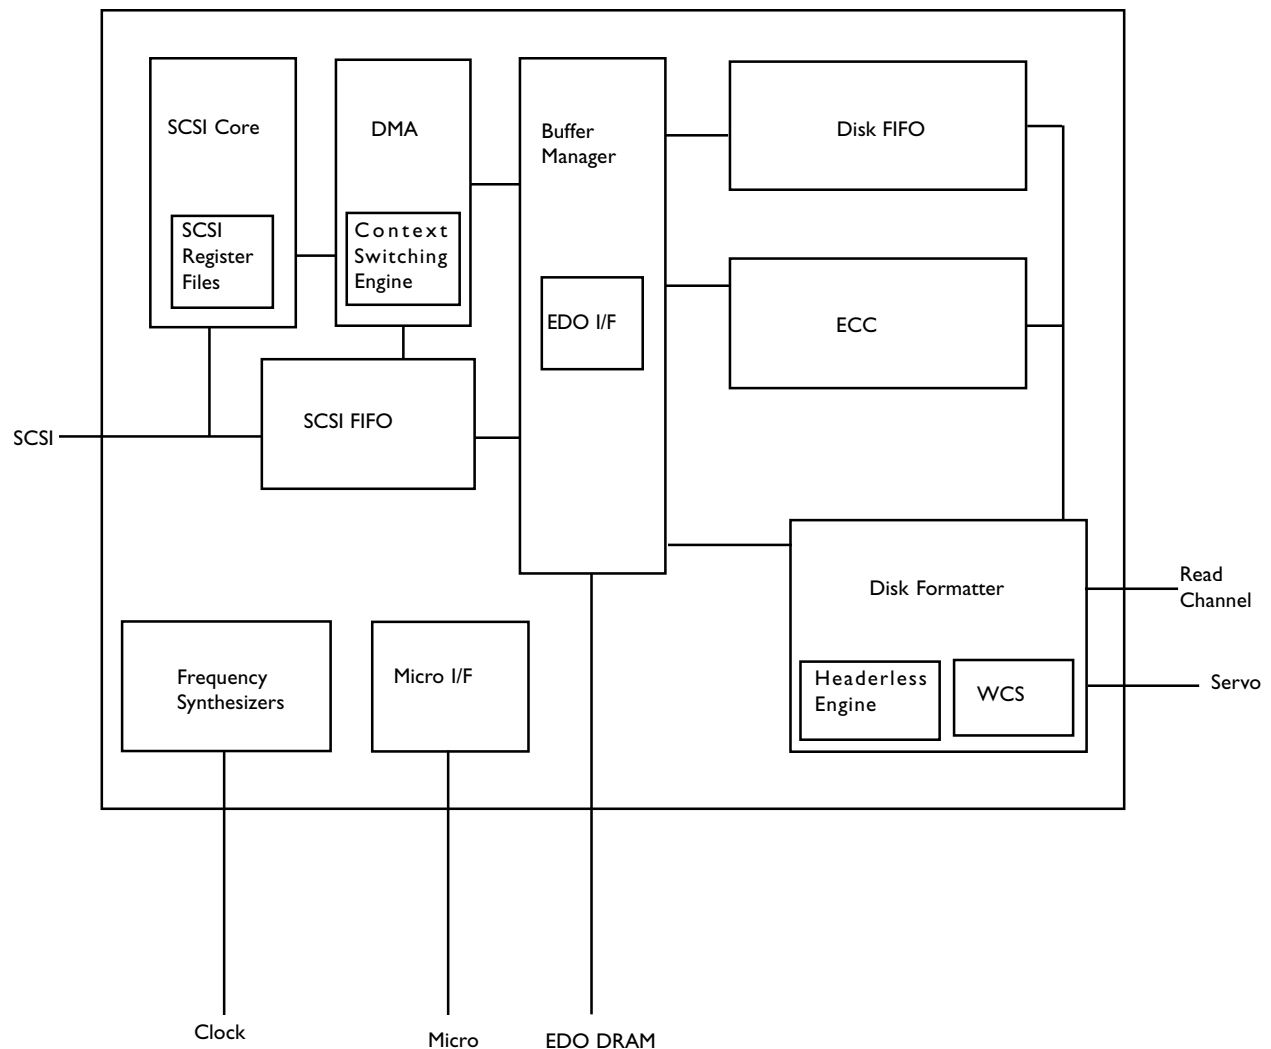 SCSI Core
SCSI
Register
Files
DMA
Context
Switching
Engine
Buffer
Manager
EDO I/F
Disk FIFO
ECC
SCSI
SCSI FIFO
Disk Formatter
Headerless
Engine
WCS
Read
Channel
Servo
Frequency
Synthesizers
Micro I/F
Clock
Micro
EDO DRAM